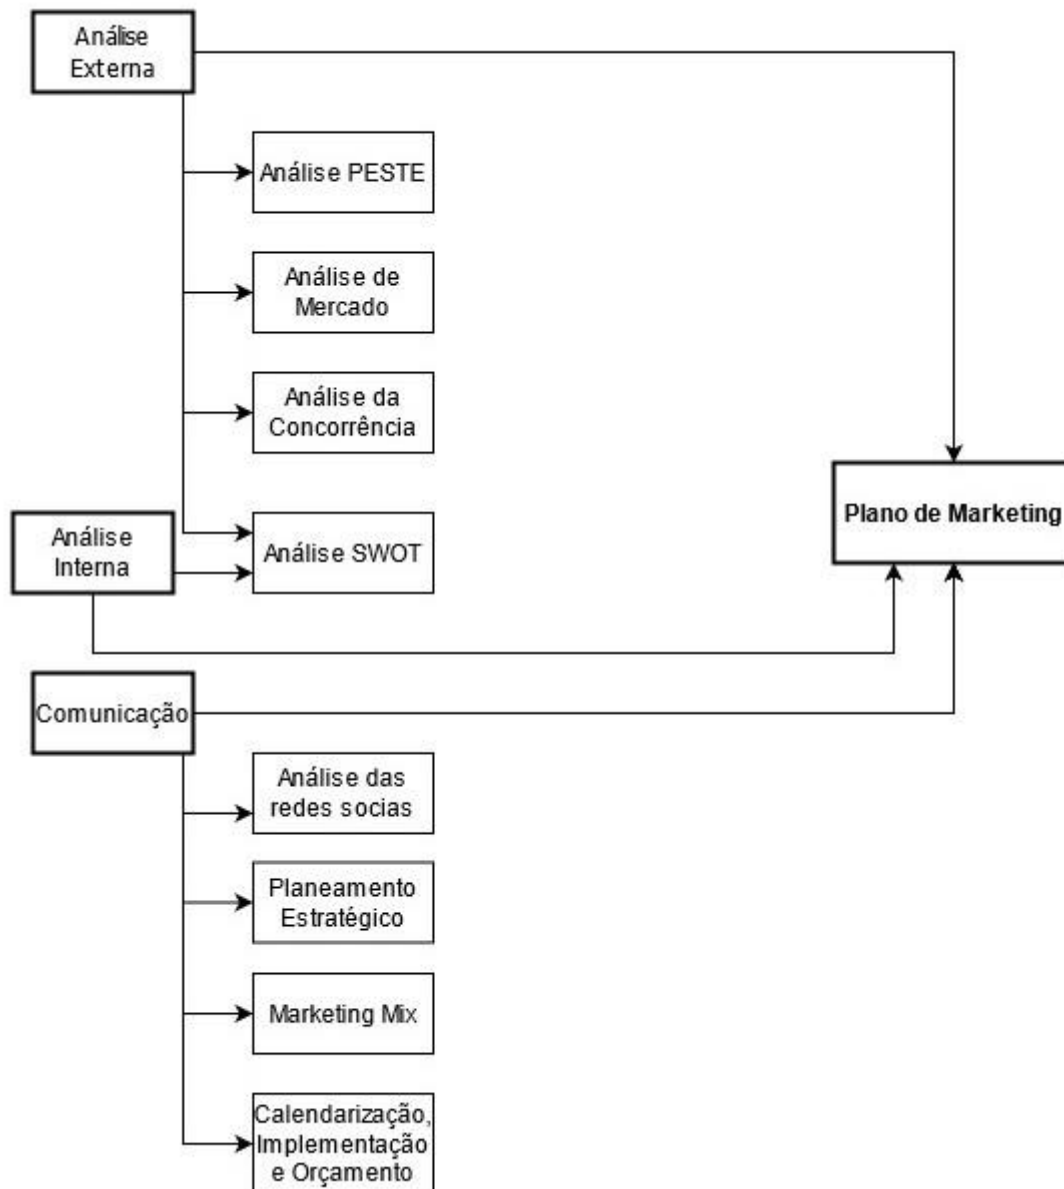 Análise
Externa
Análise PESTE
Análise de
Mercado
Análise da
Concorrência
Plano de Marketing
Análise
Interna
Análise SWOT
Comunicação
Análise das
redes socias
Planeamento
Estratégico
Marketing Mix
Calendarização,
Implementação
e Orçamento